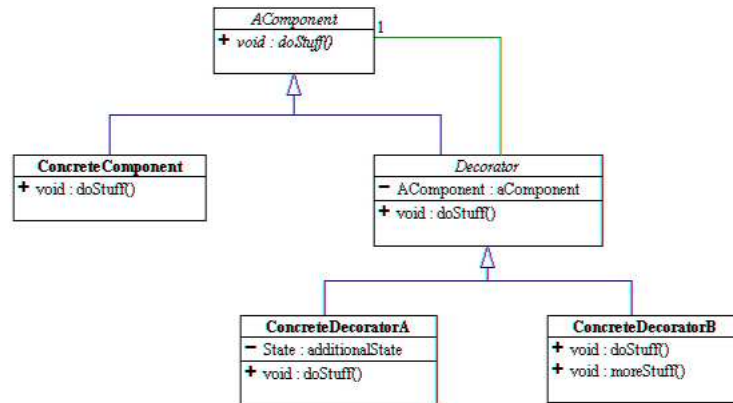 AComponent
+ void : doStuff()
1
ConcreteComponent
+ void : doStuff()
Decorator
− AComponent : aComponent
+ void : doStuff()
ConcreteDecoratorA
− State : additionalState
+ void : doStuff()
ConcreteDecoratorB
+ void : doStuff()
+ void : moreStuff()